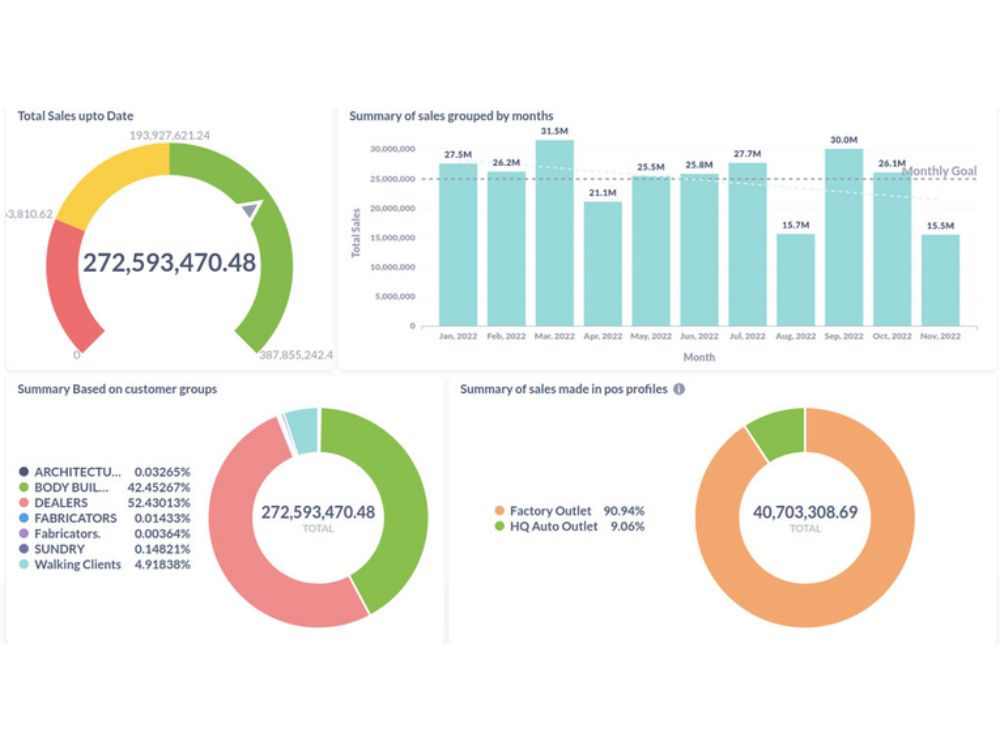 Total Sales upto Date
193,927,621.24
3,810.62
272,593,470.48
0
387,855,242.4
Summary of sales grouped by months
Total Sales
30,000,000
25,000,000
20,000,000
15,000,000
10,000,000
5,000,000
0
27.5M
26.2M
31.5M
21.1M
25.5M
25.8M
27.7M
15.7M
30.0M
26.1M
15.5M
Monthly Goal
Jan, 2022
Feb, 2022
Mar, 2022
Apr, 2022
May, 2022
Jun, 2022
Jul, 2022
Aug, 2022
Sep, 2022
Oct, 2022
Nov, 2022
Month
Summary Based on customer groups
ARCHITECTU... 0.03265%
BODY BUIL... 42.45267%
DEALERS 52.43013%
FABRICATORS 0.01433%
Fabricators. 0.00364%
SUNDRY 0.14821%
Walking Clients 4.91838%
272,593,470.48
TOTAL
Summary of sales made in pos profiles
Factory Outlet 90.94%
HQ Auto Outlet 9.06%
40,703,308.69
TOTAL